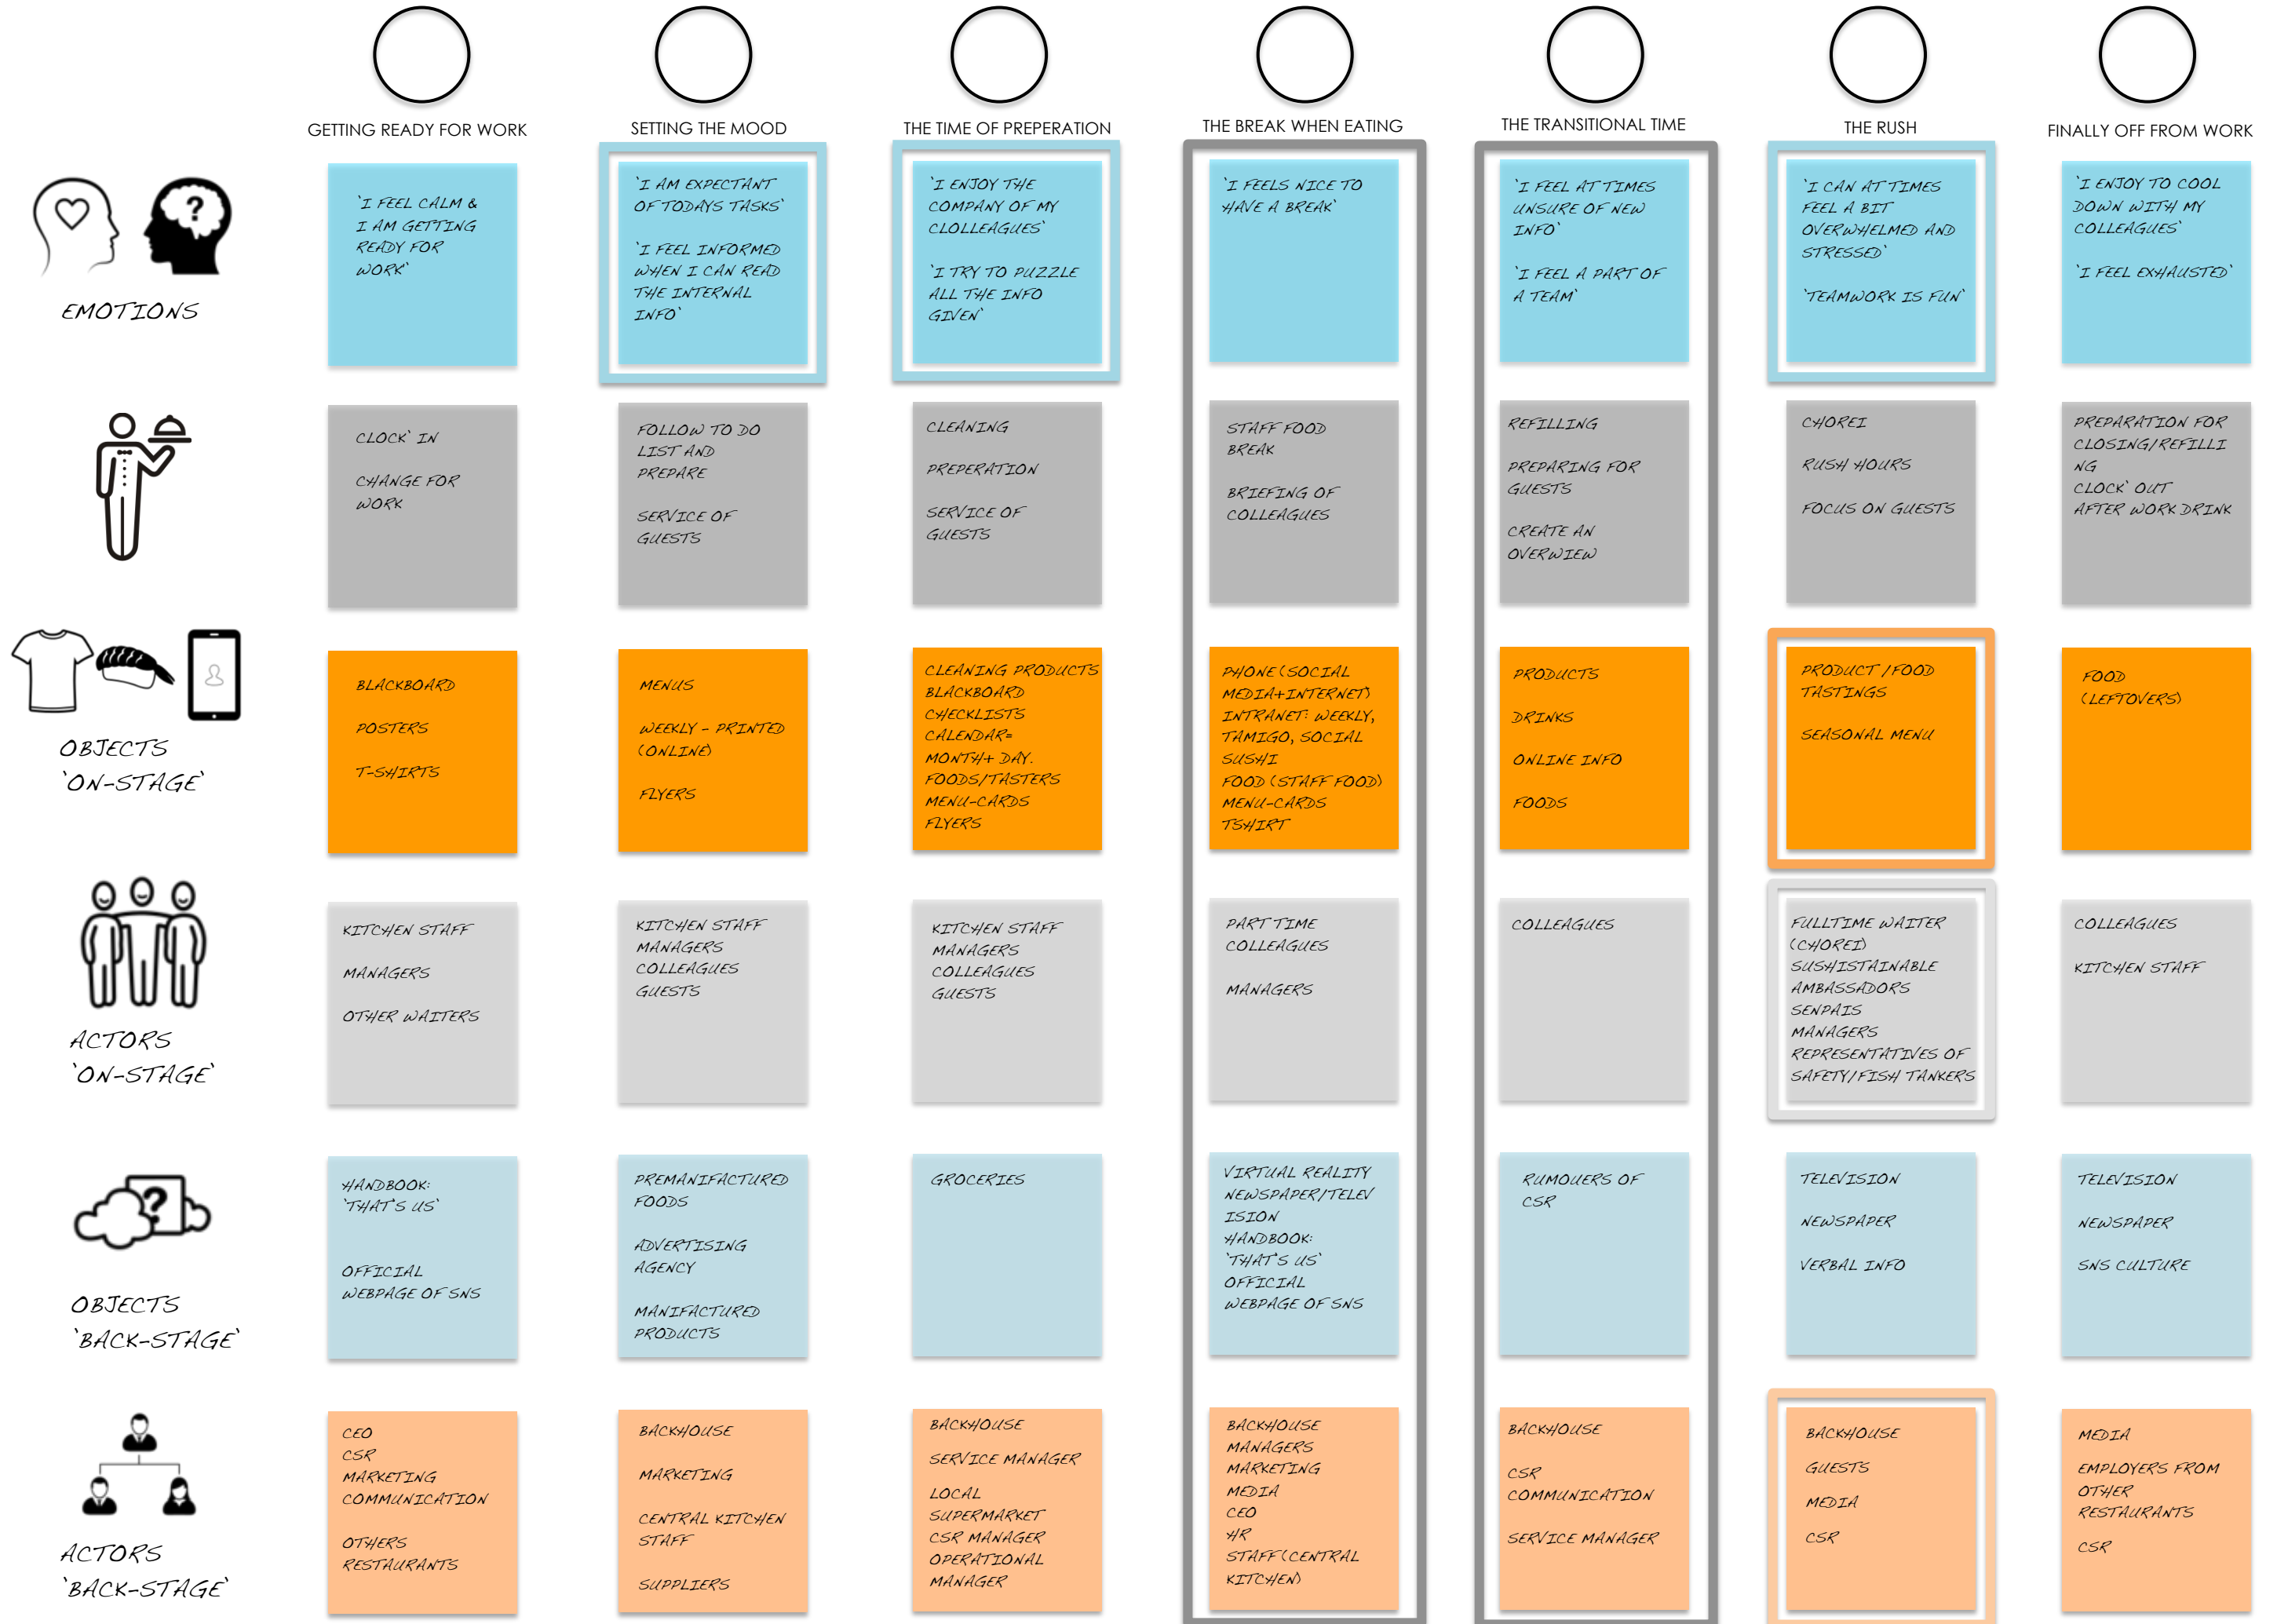 GETTING READY FOR WORK
SETTING THE MOOD
THE TIME OF PREPERATION
THE BREAK WHEN EATING
THE TRANSITIONAL TIME
THE RUSH
FINALLY OFF FROM WORK
EMOTIONS
`I FEEL CALM &
I AM GETTING
READY FOR
WORK`
`I AM EXPECTANT
OF TODAYS TASKS`
`I FEEL INFORMED
WHEN I CAN READ
THE INTERNAL
INFO`
`I ENJOY THE
COMPANY OF MY
CLOLLEAGUES`
`I TRY TO PUZZLE
ALL THE INFO
GIVEN`
`I FEELS NICE TO
HAVE A BREAK`
`I FEEL AT TIMES
UNSURE OF NEW
INFO`
`I FEEL A PART OF
A TEAM`
`I CAN AT TIMES
FEEL A BIT
OVERWHELMED AND
STRESSED`
`TEAMWORK IS FUN`
`I ENJOY TO COOL
DOWN WITH MY
COLLEAGUES`
`I FEEL EXHAUSTED`
CLOCK` IN
CHANGE FOR
WORK
FOLLOW TO DO
LIST AND
PREPARE
SERVICE OF
GUESTS
CLEANING
PREPERATION
SERVICE OF
GUESTS
STAFF FOOD
BREAK
BRIEFING OF
COLLEAGUES
REFILLING
PREPARING FOR
GUESTS
CREATE AN
OVERWIEW
CHOREI
RUSH HOURS
FOCUS ON GUESTS
PREPARATION FOR
CLOSING/REFILLI
NG
CLOCK` OUT
AFTER WORK DRINK
OBJECTS
`ON-STAGE`
BLACKBOARD
POSTERS
T-SHIRTS
MENUS
WEEKLY - PRINTED
(ONLINE)
FLYERS
CLEANING PRODUCTS
BLACKBOARD
CHECKLISTS
CALENDAR=
MONTH+ DAY.
FOODS/TASTERS
MENU-CARDS
FLYERS
PHONE(SOCIAL
MEDIA+INTERNET)
INTRANET: WEEKLY,
TAMIGO, SOCIAL
SUSHI
FOOD (STAFF FOOD)
MENU-CARDS
TSHIRT
PRODUCTS
DRINKS
ONLINE INFO
FOODS
PRODUCT /FOOD
TASTINGS
SEASONAL MENU
FOOD
(LEFTOVERS)
ACTORS
`ON-STAGE`
KITCHEN STAFF
MANAGERS
OTHER WAITERS
KITCHEN STAFF
MANAGERS
COLLEAGUES
GUESTS
KITCHEN STAFF
MANAGERS
COLLEAGUES
GUESTS
PART TIME
COLLEAGUES
MANAGERS
COLLEAGUES
FULLTIME WAITER
(CHOREI)
SUSHISTAINABLE
AMBASSADORS
SENPAIS
MANAGERS
REPRESENTATIVES OF
SAFETY/FISH TANKERS
COLLEAGUES
KITCHEN STAFF
OBJECTS
`BACK-STAGE`
HANDBOOK:
`THAT'S US`
OFFICIAL
WEBPAGE OF SNS
PREMANIFACTURED
FOODS
ADVERTISING
AGENCY
MANIFACTURED
PRODUCTS
GROCERIES
VIRTUAL REALITY
NEWSPAPER/TELEV
ISION
HANDBOOK:
`THAT'S US`
OFFICIAL
WEBPAGE OF SNS
RUMOUERS OF
CSR
TELEVISION
NEWSPAPER
VERBAL INFO
TELEVISION
NEWSPAPER
SNS CULTURE
ACTORS
`BACK-STAGE`
CEO
CSR
MARKETING
COMMUNICATION
OTHERS
RESTAURANTS
BACKHOUSE
MARKETING
CENTRAL KITCHEN
STAFF
SUPPLIERS
BACKHOUSE
SERVICE MANAGER
LOCAL
SUPERMARKET
CSR MANAGER
OPERATIONAL
MANAGER
BACKHOUSE
MANAGERS
MARKETING
MEDIA
CEO
HR
STAFF(CENTRAL
KITCHEN)
BACKHOUSE
CSR
COMMUNICATION
SERVICE MANAGER
BACKHOUSE
GUESTS
MEDIA
CSR
MEDIA
EMPLOYERS FROM
OTHER
RESTAURANTS
CSR